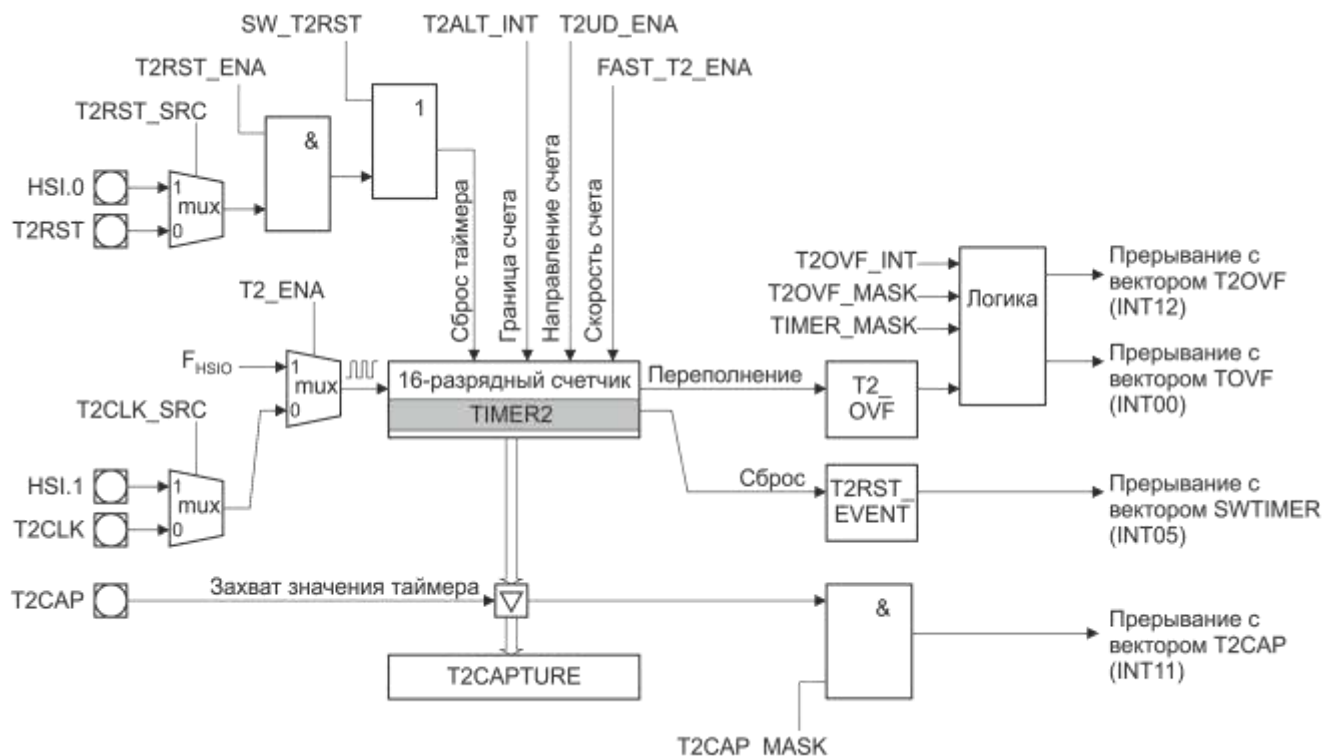 SW_T2RST
T2ALT_INT
T2UD_ENA
T2RST_ENA
FAST_T2_ENA
T2RST_SRC
1
&
HSI.0
1
mux
T2RST
0
Сброс таймера
Граница счета
Направление счета
Скорость счета
T2_ENA
F_HSIO
1
mux
0
16-разрядный счетчик
TIMER2
T2CLK_SRC
HSI.1
1
mux
T2CLK
0
Переполнение
T2_
OVF
T2OVF_INT
T2OVF_MASK
TIMER_MASK
Логика
Прерывание с
вектором T2OVF
(INT12)
Прерывание с
вектором TOVF
(INT00)
Сброс
T2RST_
EVENT
Прерывание с
вектором SWTIMER
(INT05)
T2CAP
Захват значения таймера
&
Прерывание с
вектором T2CAP
(INT11)
T2CAPTURE
T2CAP_MASK